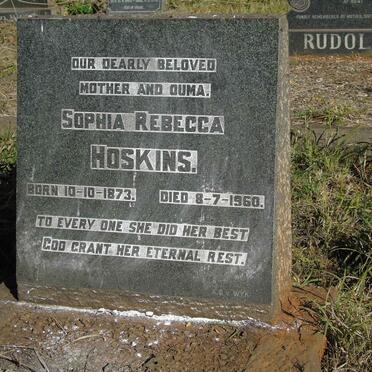 OUR DEARLY BELOVED
MOTHER AND OUMA.
SOPHIA REBECCA
HOSKINS.
BORN 10-10-1873. DIED 8-7-1960.
TO EVERY ONE SHE DID HER BEST
GOD GRANT HER ETERNAL REST.
RUDOL